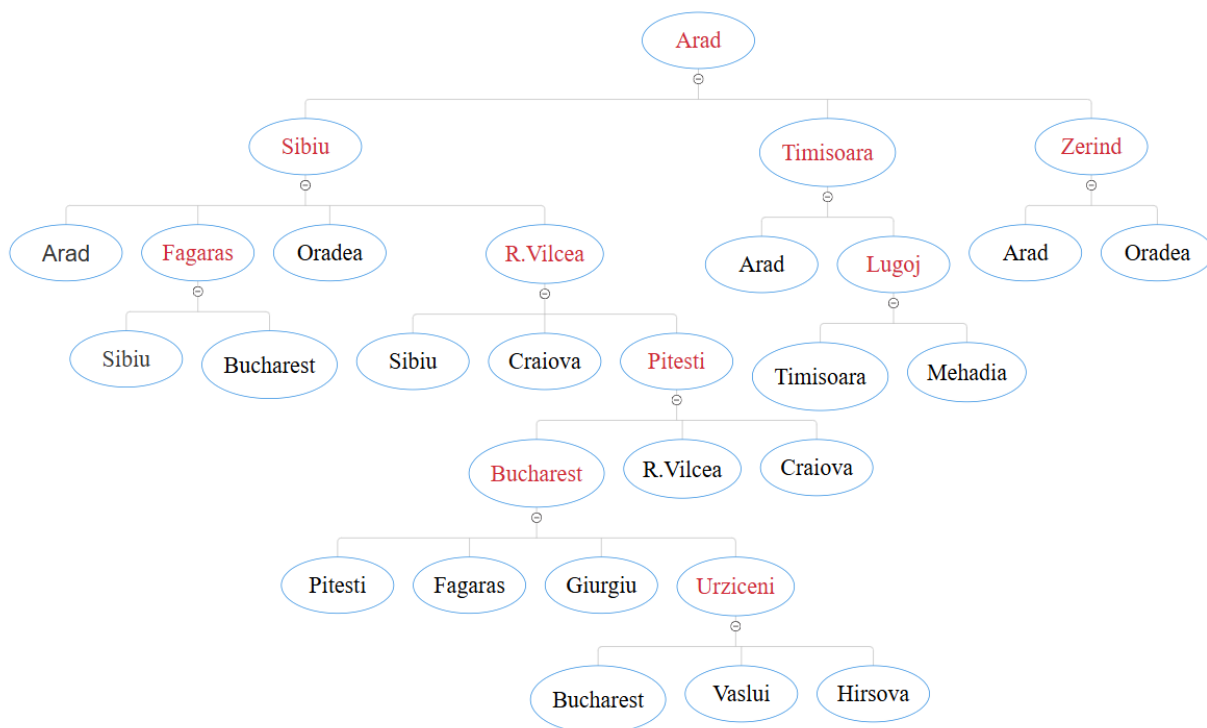 Arad
Sibiu
Timisoara
Zerind
Arad
Fagaras
Oradea
R.Vilcea
Arad
Lugoj
Arad
Oradea
Sibiu
Bucharest
Sibiu
Craiova
Pitesti
Timisoara
Mehadia
Bucharest
R.Vilcea
Craiova
Pitesti
Fagaras
Giurgiu
Urziceni
Bucharest
Vaslui
Hirsova